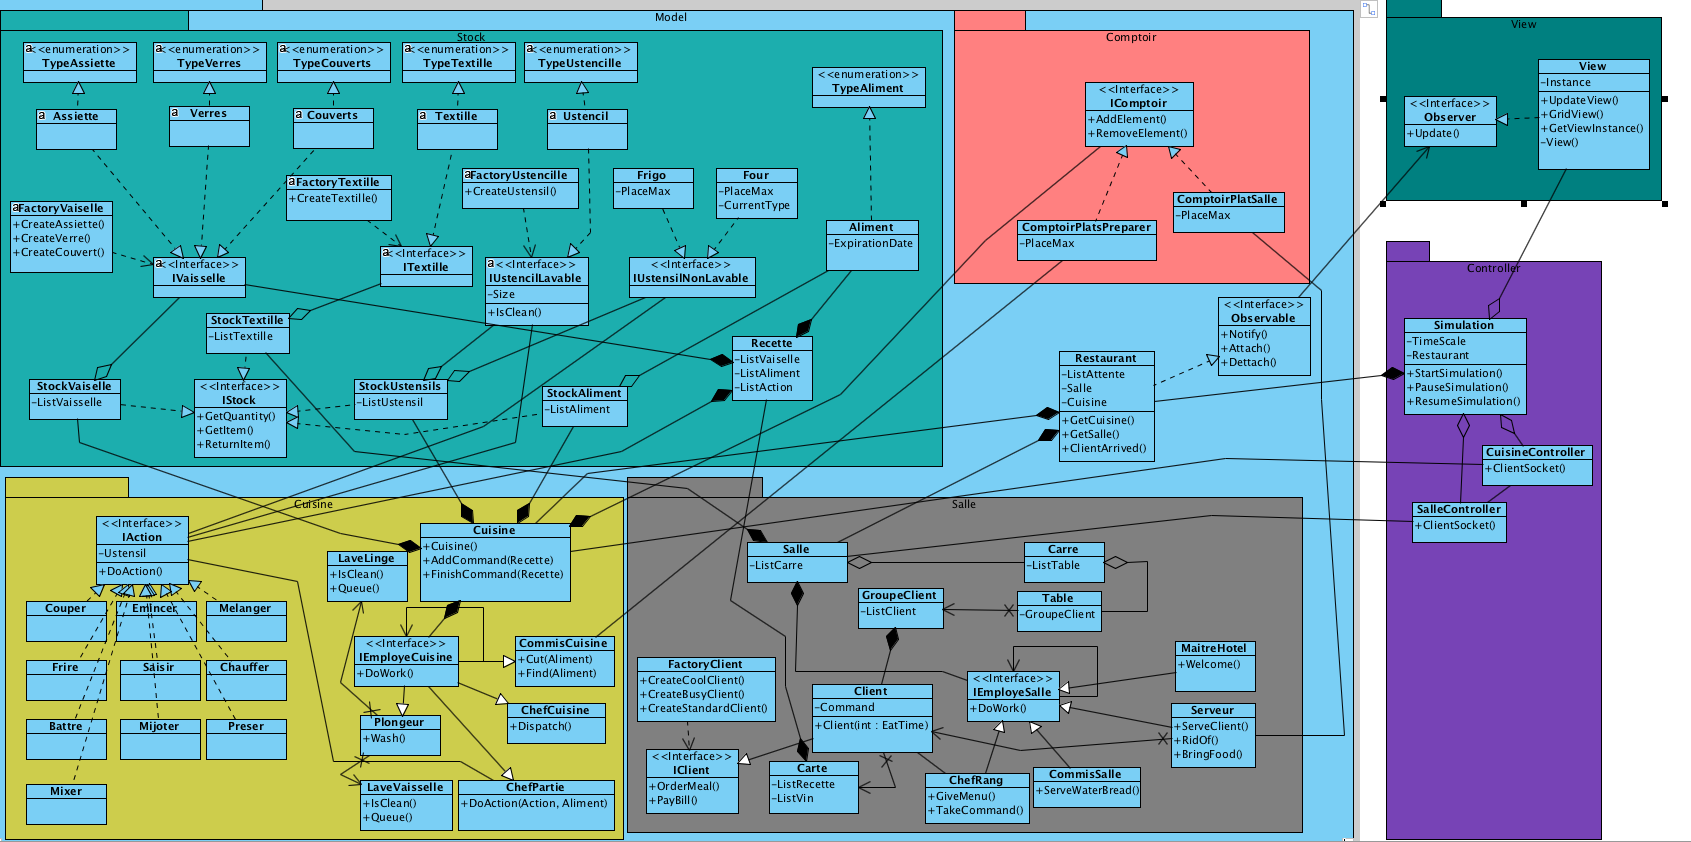 Model
Stock
<<enumeration>>
TypeAssiette
<<enumeration>>
TypeVerres
<<enumeration>>
TypeCouverts
<<enumeration>>
TypeTextille
<<enumeration>>
TypeUstencille
<<enumeration>>
TypeAliment
Assiette
Verres
Couverts
Textille
Ustencil
FactoryVaiselle
+CreateAssiette()
+CreateVerre()
+CreateCouvert()
FactoryTextille
+CreateTextille()
FactoryUstencille
+CreateUstensil()
Frigo
-PlaceMax
Four
-PlaceMax
-CurrentType
Aliment
-ExpirationDate
<<Interface>>
IVaisselle
<<Interface>>
ITextille
<<Interface>>
IUstencilLavable
-Size
+IsClean()
<<Interface>>
IUstensilNonLavable
StockTextille
-ListTextille
Recette
-ListVaiselle
-ListAliment
-ListAction
StockVaiselle
-ListVaisselle
<<Interface>>
IStock
+GetQuantity()
+GetItem()
+ReturnItem()
StockUstensils
-ListUstensil
StockAliment
-ListAliment
Comptoir
<<Interface>>
IComptoir
+AddElement()
+RemoveElement()
ComptoirPlatsPreparer
-PlaceMax
ComptoirPlatSalle
-PlaceMax
<<Interface>>
Observable
+Notify()
+Attach()
+Dettach()
Restaurant
-ListAttente
-Salle
-Cuisine
+GetCuisine()
+GetSalle()
+ClientArrived()
View
<<Interface>>
Observer
+Update()
View
-Instance
+UpdateView()
+GridView()
+GetViewInstance()
-View()
Controller
Simulation
-TimeScale
-Restaurant
+StartSimulation()
+PauseSimulation()
+ResumeSimulation()
CuisineController
+ClientSocket()
SalleController
+ClientSocket()
Cuisine
<<Interface>>
IAction
-Ustensil
+DoAction()
Couper
Emincer
Melanger
Frire
Saisir
Chauffer
Battre
Mijoter
Preser
Mixer
LaveLinge
+IsClean()
+Queue()
Cuisine
+Cuisine()
+AddCommand(Recette)
+FinishCommand(Recette)
<<Interface>>
IEmployeCuisine
+DoWork()
CommisCuisine
+Cut(Aliment)
+Find(Aliment)
ChefCuisine
+Dispatch()
Plongeur
+Wash()
LaveVaisselle
+IsClean()
+Queue()
ChefPartie
+DoAction(Action, Aliment)
Salle
Salle
-ListCarre
Carre
-ListTable
GroupeClient
-ListClient
Table
-GroupeClient
FactoryClient
+CreateCoolClient()
+CreateBusyClient()
+CreateStandardClient()
Client
-Command
+Client(int : EatTime)
<<Interface>>
IEmployeSalle
+DoWork()
MaitreHotel
+Welcome()
Serveur
+ServeClient()
+RidOf()
+BringFood()
<<Interface>>
IClient
+OrderMeal()
+PayBill()
Carte
-ListRecette
-ListVin
ChefRang
+GiveMenu()
+TakeCommand()
CommisSalle
+ServeWaterBread()